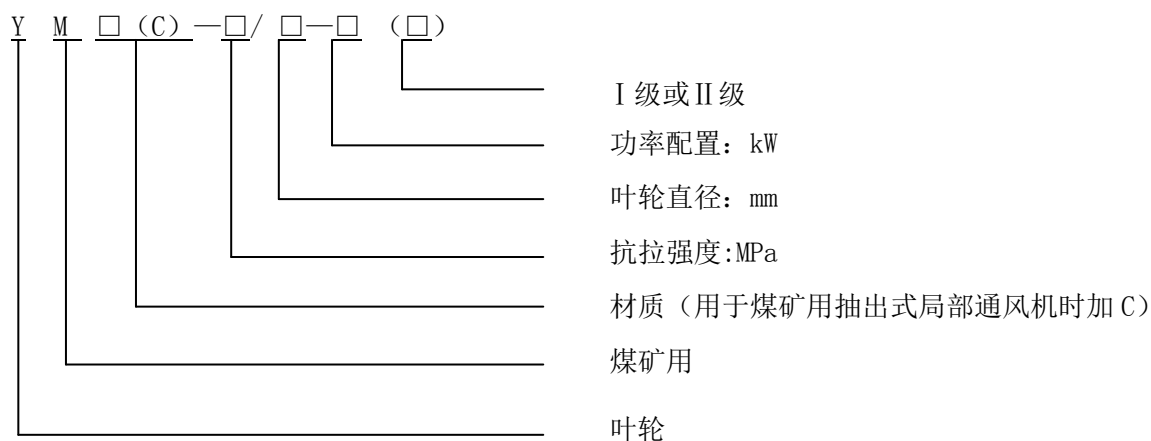 Y M □(C)—□/ □—□ (□)
Ⅰ级或Ⅱ级
功率配置：kW
叶轮直径：mm
抗拉强度:MPa
材质（用于煤矿用抽出式局部通风机时加C）
煤矿用
叶轮